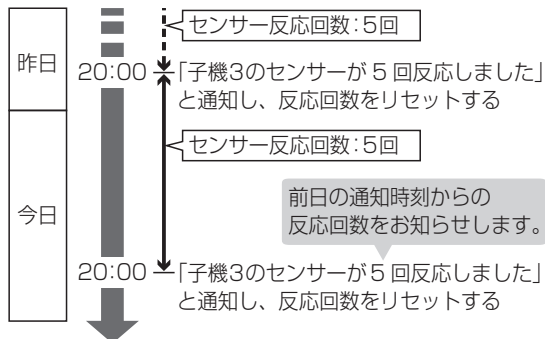 センサー反応回数:5回
昨日
20:00
「子機3のセンサーが5回反応しました」
と通知し、反応回数をリセットする
センサー反応回数:5回
今日
前日の通知時刻からの
反応回数をお知らせします。
20:00
「子機3のセンサーが5回反応しました」
と通知し、反応回数をリセットする